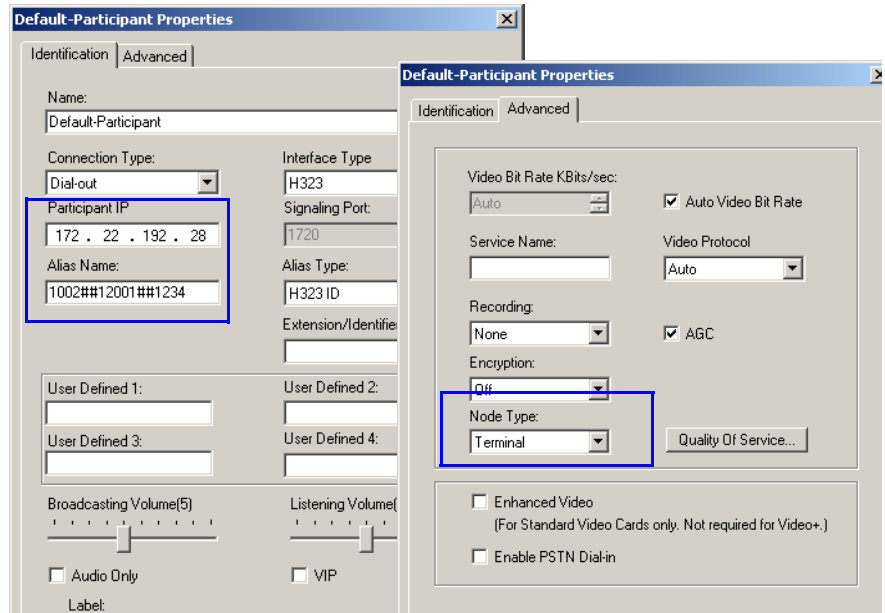 Default-Participant Properties
Identification
Advanced
Name:
Default-Participant
Connection Type:
Interface Type
Dial-out
H323
Participant IP
Signaling Port:
172 . 22 . 192 . 28
1720
Alias Name:
Alias Type:
1002##12001##1234
H323 ID
Extension/Identifie
User Defined 1:
User Defined 2:
User Defined 3:
User Defined 4:
Broadcasting Volume(5)
Listening Volume(
Audio Only
VIP
Label:
Default-Participant Properties
Identification
Advanced
Video Bit Rate KBits/sec:
Auto
Auto Video Bit Rate
Service Name:
Video Protocol
Auto
Recording:
None
AGC
Encryption:
Off
Node Type:
Terminal
Quality Of Service...
Enhanced Video
(For Standard Video Cards only. Not required for Video+.)
Enable PSTN Dial-in